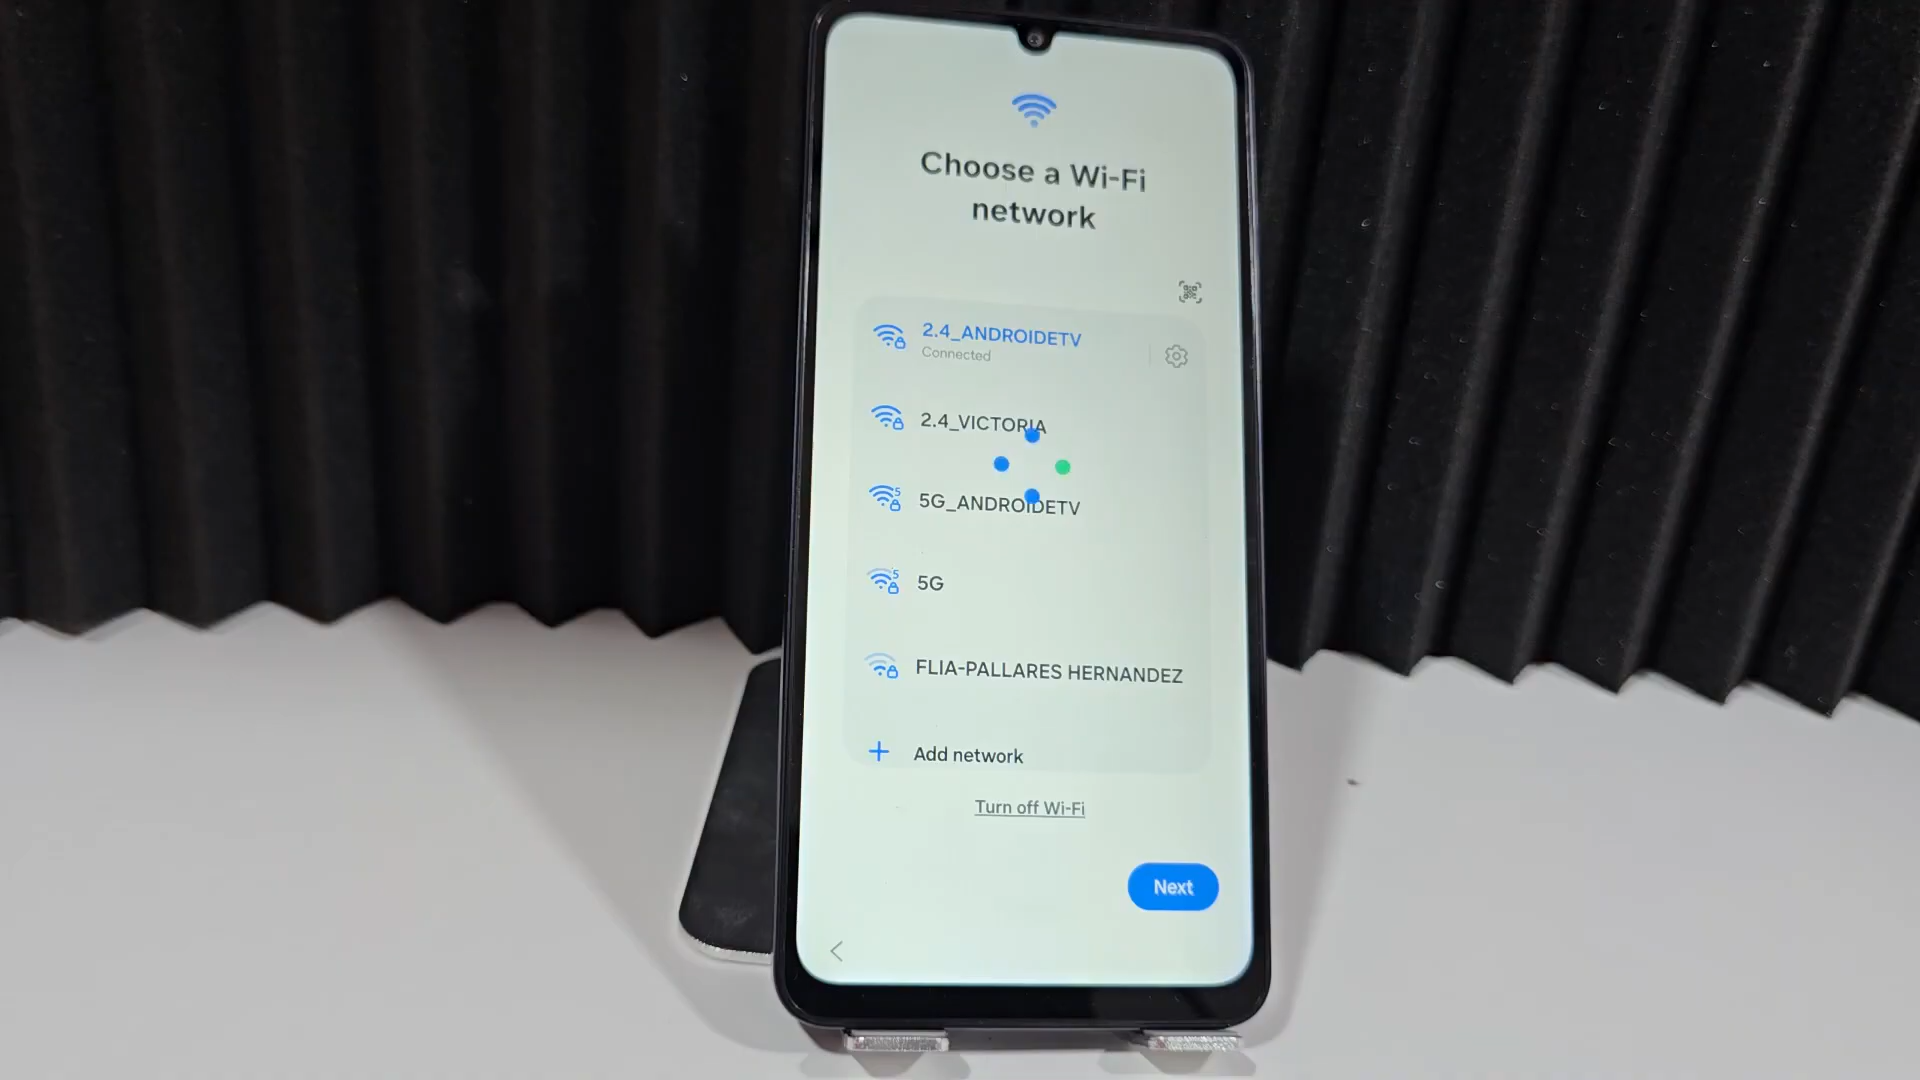 Choose a Wi-Fi
network
2.4_ANDROIDETV
Connected
2.4_VICTORIA
5G_ANDROIDETV
5G
FLIA-PALLARES HERNANDEZ
Add network
Turn off Wi-Fi
Next